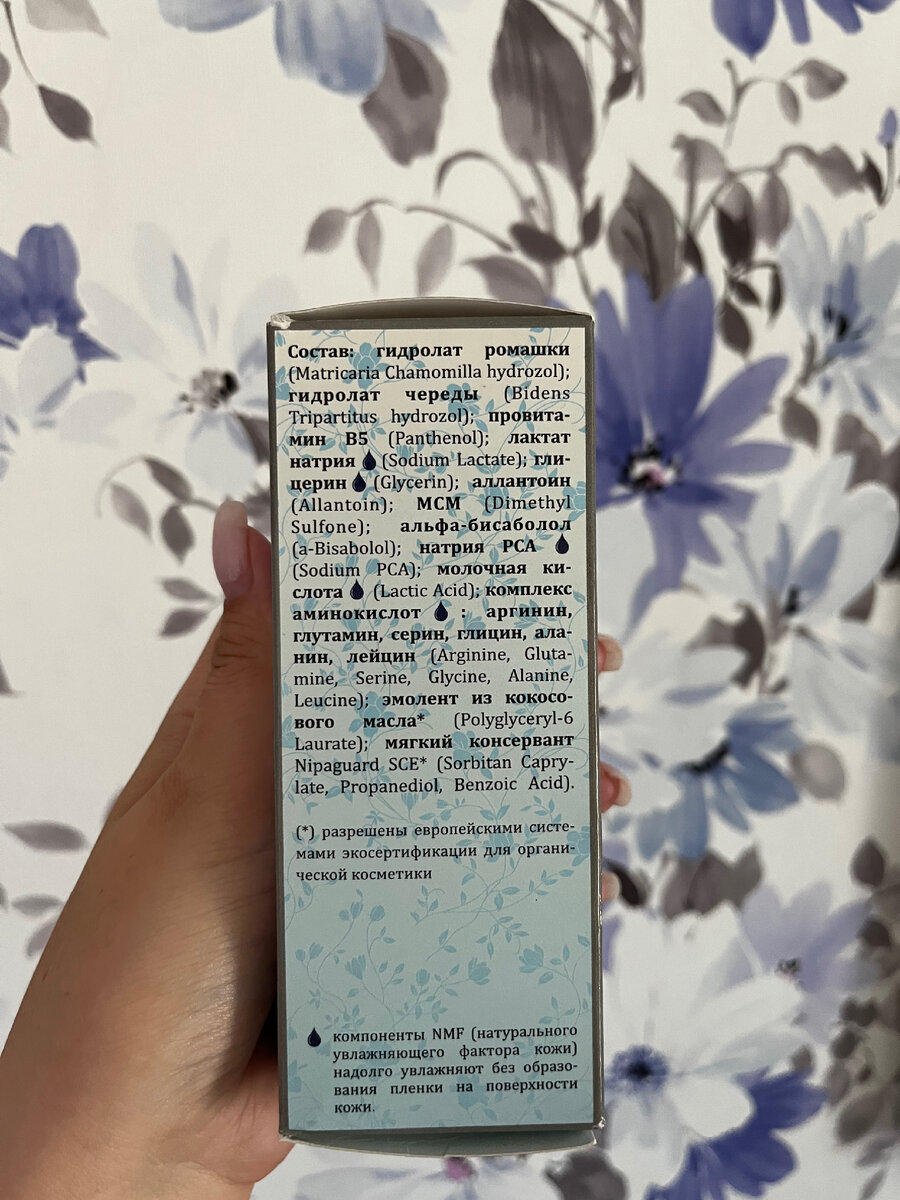 Состав: гидролат ромашки
(Matricaria Chamomilla hydrozol);
гидролат череды (Bidens
Tripartitus hydrozol); провита-
мин B5 (Panthenol); лактат
натрия (Sodium Lactate); гли-
церин (Glycerin); аллантоин
(Allantoin); МСМ (Dimethyl
Sulfone); альфа-бисаболол
(a-Bisabolol); натрия PCA
(Sodium PCA); молочная ки-
слота (Lactic Acid); комплекс
аминокислот : аргинин,
глутамин, серин, глицин, ала-
нин, лейцин (Arginine, Gluta-
mine, Serine, Glycine, Alanine,
Leucine); эмолент из кокосо-
вого масла* (Polyglyceryl-6
Laurate); мягкий консервант
Nipaguard SCE* (Sorbitan Capry-
late, Propanediol, Benzoic Acid).
(*) разрешены европейскими систе-
мами экосертификации для органи-
ческой косметики
компоненты NMF (натурального
увлажняющего фактора кожи)
надолго увлажняют без образо-
вания пленки на поверхности
кожи.